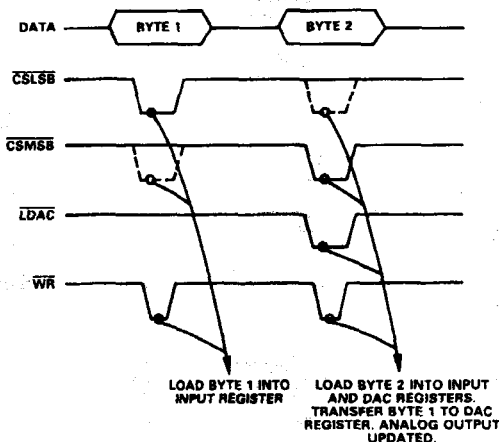 DATA
BYTE 1
BYTE 2
CSLSB
CSMSB
LDAC
WR
LOAD BYTE 1 INTO
INPUT REGISTER
LOAD BYTE 2 INTO INPUT
AND DAC REGISTERS.
TRANSFER BYTE 1 TO DAC
REGISTER. ANALOG OUTPUT
UPDATED.